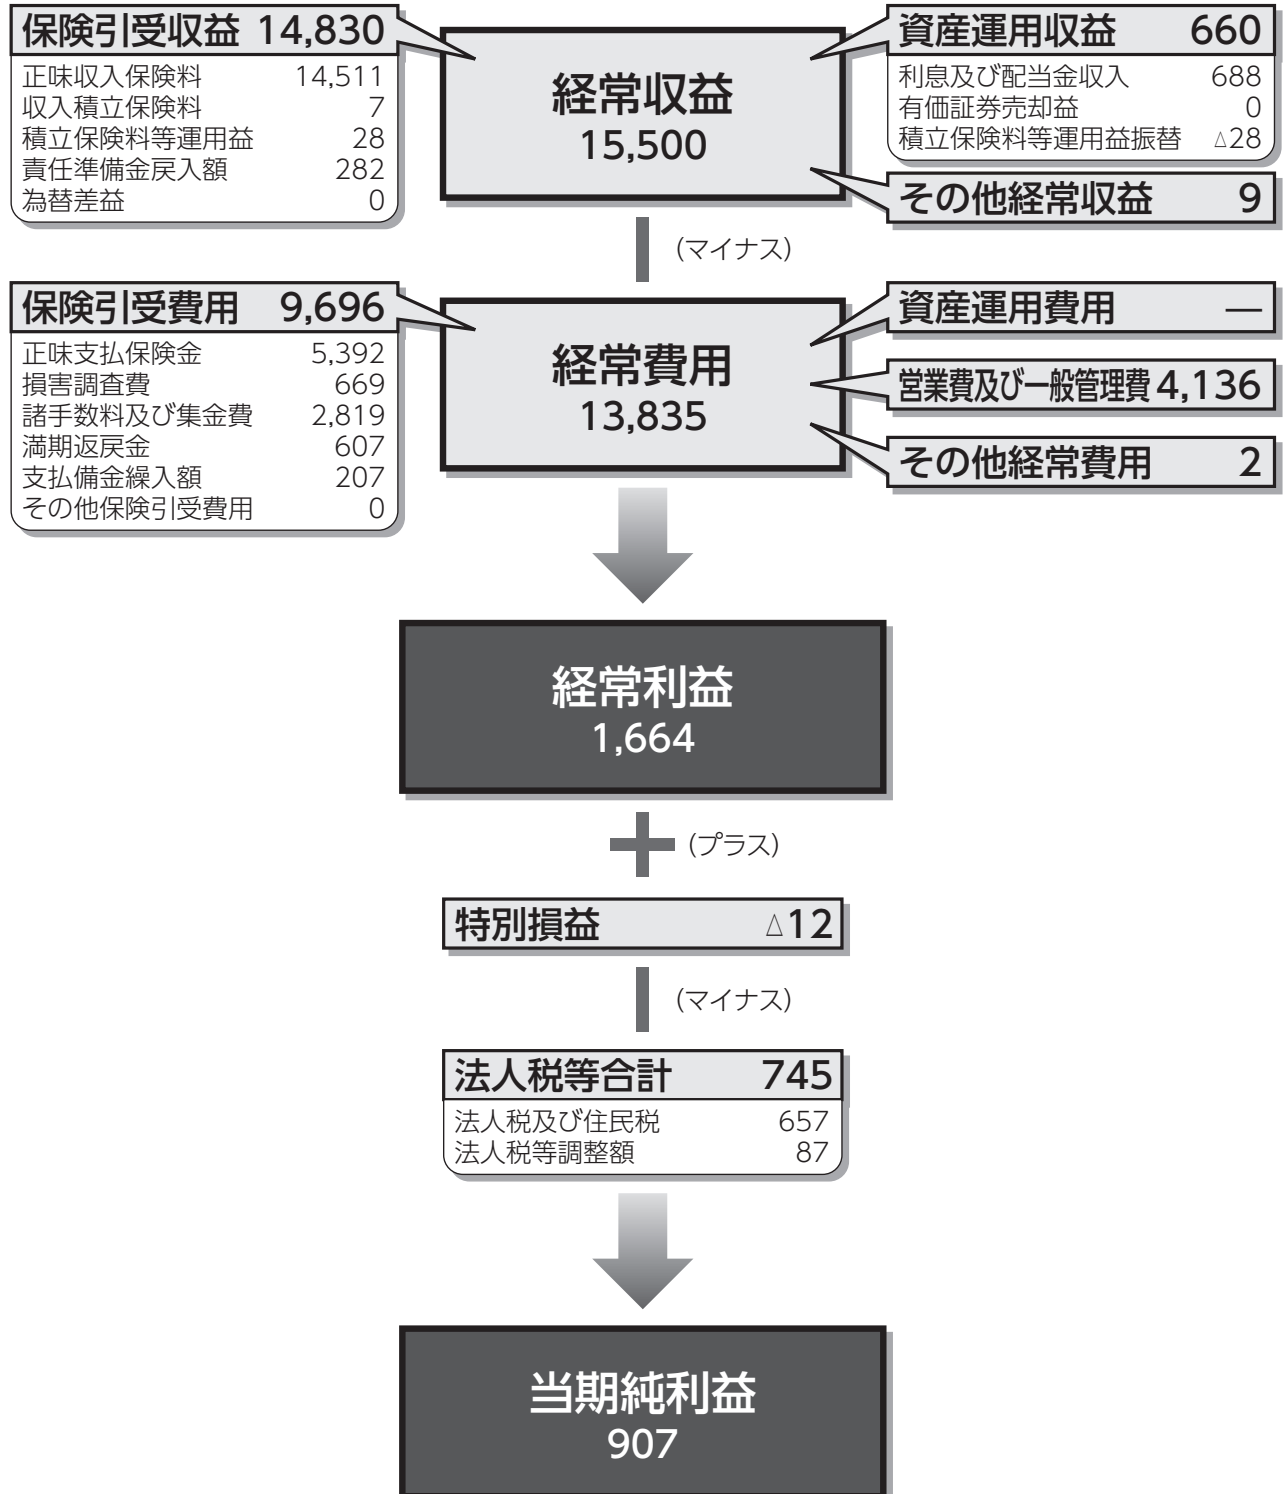 保険引受収益 14,830
正味収入保険料 14,511
収入積立保険料 7
積立保険料等運用益 28
責任準備金戻入額 282
為替差益 0
経常収益
15,500
資産運用収益 660
利息及び配当金収入 688
有価証券売却益 0
積立保険料等運用益振替 △28
その他経常収益 9
(マイナス)
保険引受費用 9,696
正味支払保険金 5,392
損害調査費 669
諸手数料及び集金費 2,819
満期返戻金 607
支払備金繰入額 207
その他保険引受費用 0
経常費用
13,835
資産運用費用 —
営業費及び一般管理費 4,136
その他経常費用 2
経常利益
1,664
(プラス)
特別損益 △12
(マイナス)
法人税等合計 745
法人税及び住民税 657
法人税等調整額 87
当期純利益
907